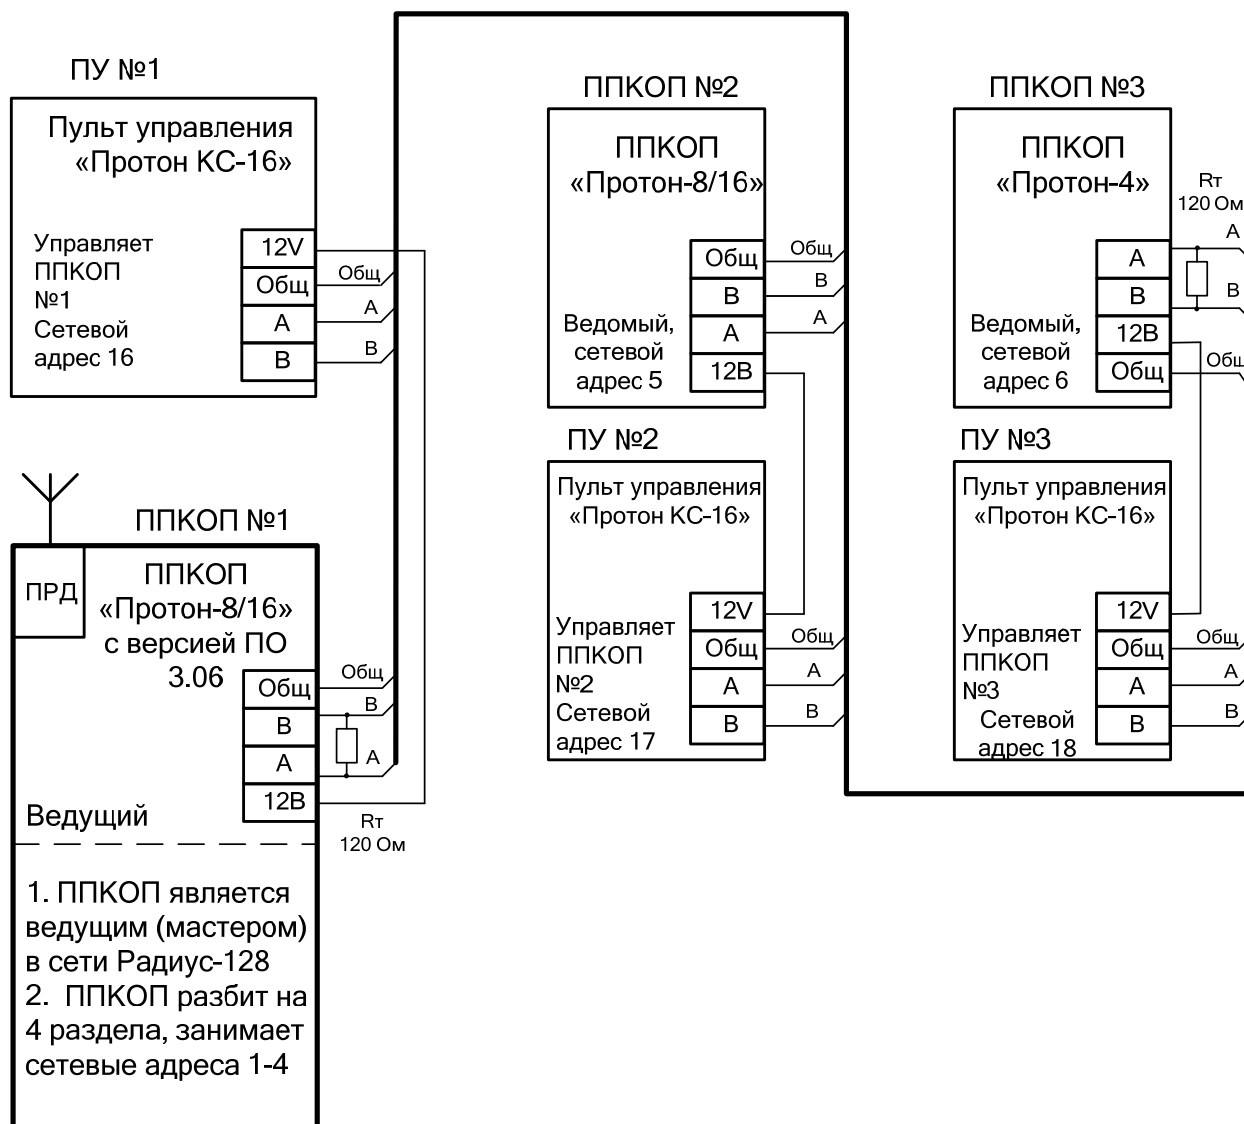 ПУ №1
Пульт управления
«Протон КС-16»
Управляет
ППКОП
№1
Сетевой
адрес 16
12V
Общ
А
В
Общ
А
В
ППКОП №1
ПРД
ППКОП
«Протон-8/16»
с версией ПО
3.06
Общ
В
А
12В
Общ
В
А
Rт
120 Ом
Ведущий
1. ППКОП является
ведущим (мастером)
в сети Радиус-128
2. ППКОП разбит на
4 раздела, занимает
сетевые адреса 1-4
ППКОП №2
ППКОП
«Протон-8/16»
Ведомый,
сетевой
адрес 5
Общ
В
А
12В
Общ
В
А
ПУ №2
Пульт управления
«Протон КС-16»
Управляет
ППКОП
№2
Сетевой
адрес 17
12V
Общ
А
В
Общ
А
В
ППКОП №3
ППКОП
«Протон-4»
Ведомый,
сетевой
адрес 6
А
В
12В
Общ
Rт
120 Ом
А
В
Общ
ПУ №3
Пульт управления
«Протон КС-16»
Управляет
ППКОП
№3
Сетевой
адрес 18
12V
Общ
А
В
Общ
А
В